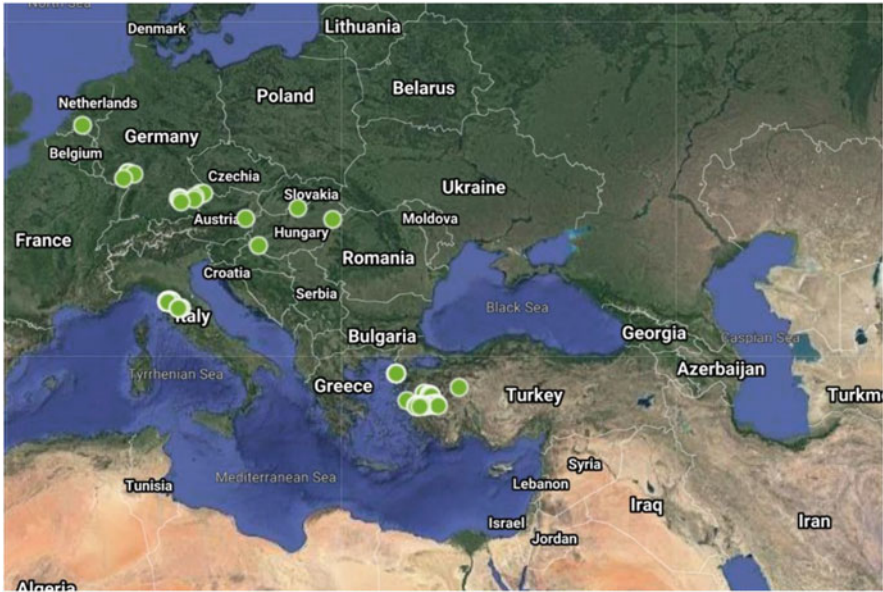 North Sea
Denmark
Lithuania
Belarus
Poland
Netherlands
Germany
Belgium
Czechia
Slovakia
Ukraine
Austria
Moldova
Hungary
France
Romania
Croatia
Serbia
Black Sea
Italy
Bulgaria
Georgia
Caspian Sea
Azerbaijan
Tyrrhenian Sea
Greece
Turkey
Turkme
Syria
Mediterranean Sea
Tunisia
Lebanon
Iraq
Israel
Iran
Jordan
Algeria